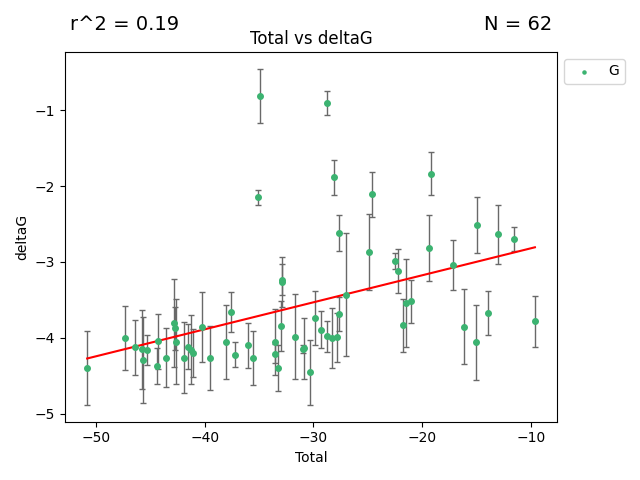 r^2 = 0.19
N = 62
Total vs deltaG
G
deltaG
−1
−2
−3
−4
−5
−50 −40 −30 −20 −10
Total